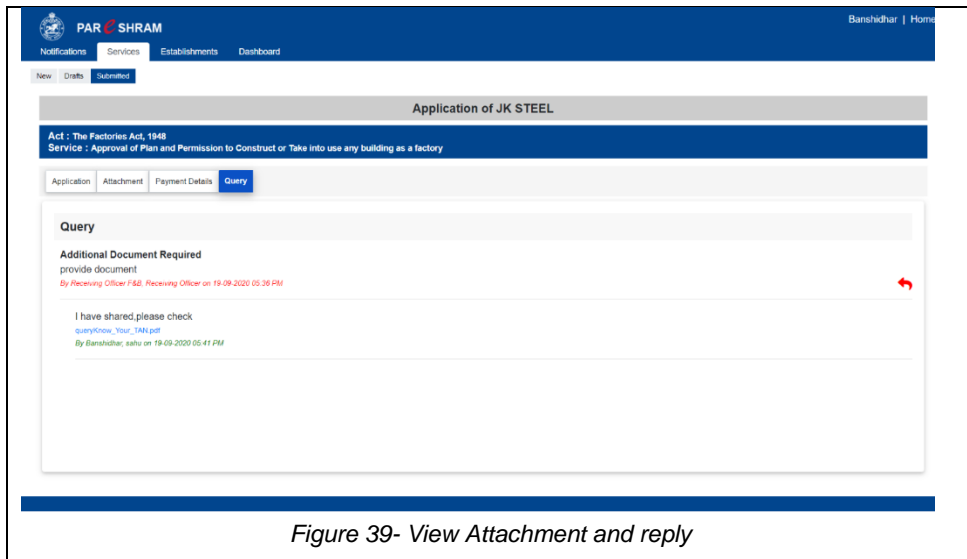 PAR e SHRAM
Banshidhar | Home
Notifications Services Establishments Dashboard
New Drafts Submitted
Application of JK STEEL
Act : The Factories Act, 1948
Service : Approval of Plan and Permission to Construct or Take into use any building as a factory
Application Attachment Payment Details Query
Query
Additional Document Required
provide document
By Receiving Officer F&B, Receiving Officer on 19-09-2020 05:36 PM
I have shared,please check
queryKnow_Your_TAN.pdf
By Banshidhar, sahu on 19-09-2020 05:41 PM
Figure 39- View Attachment and reply